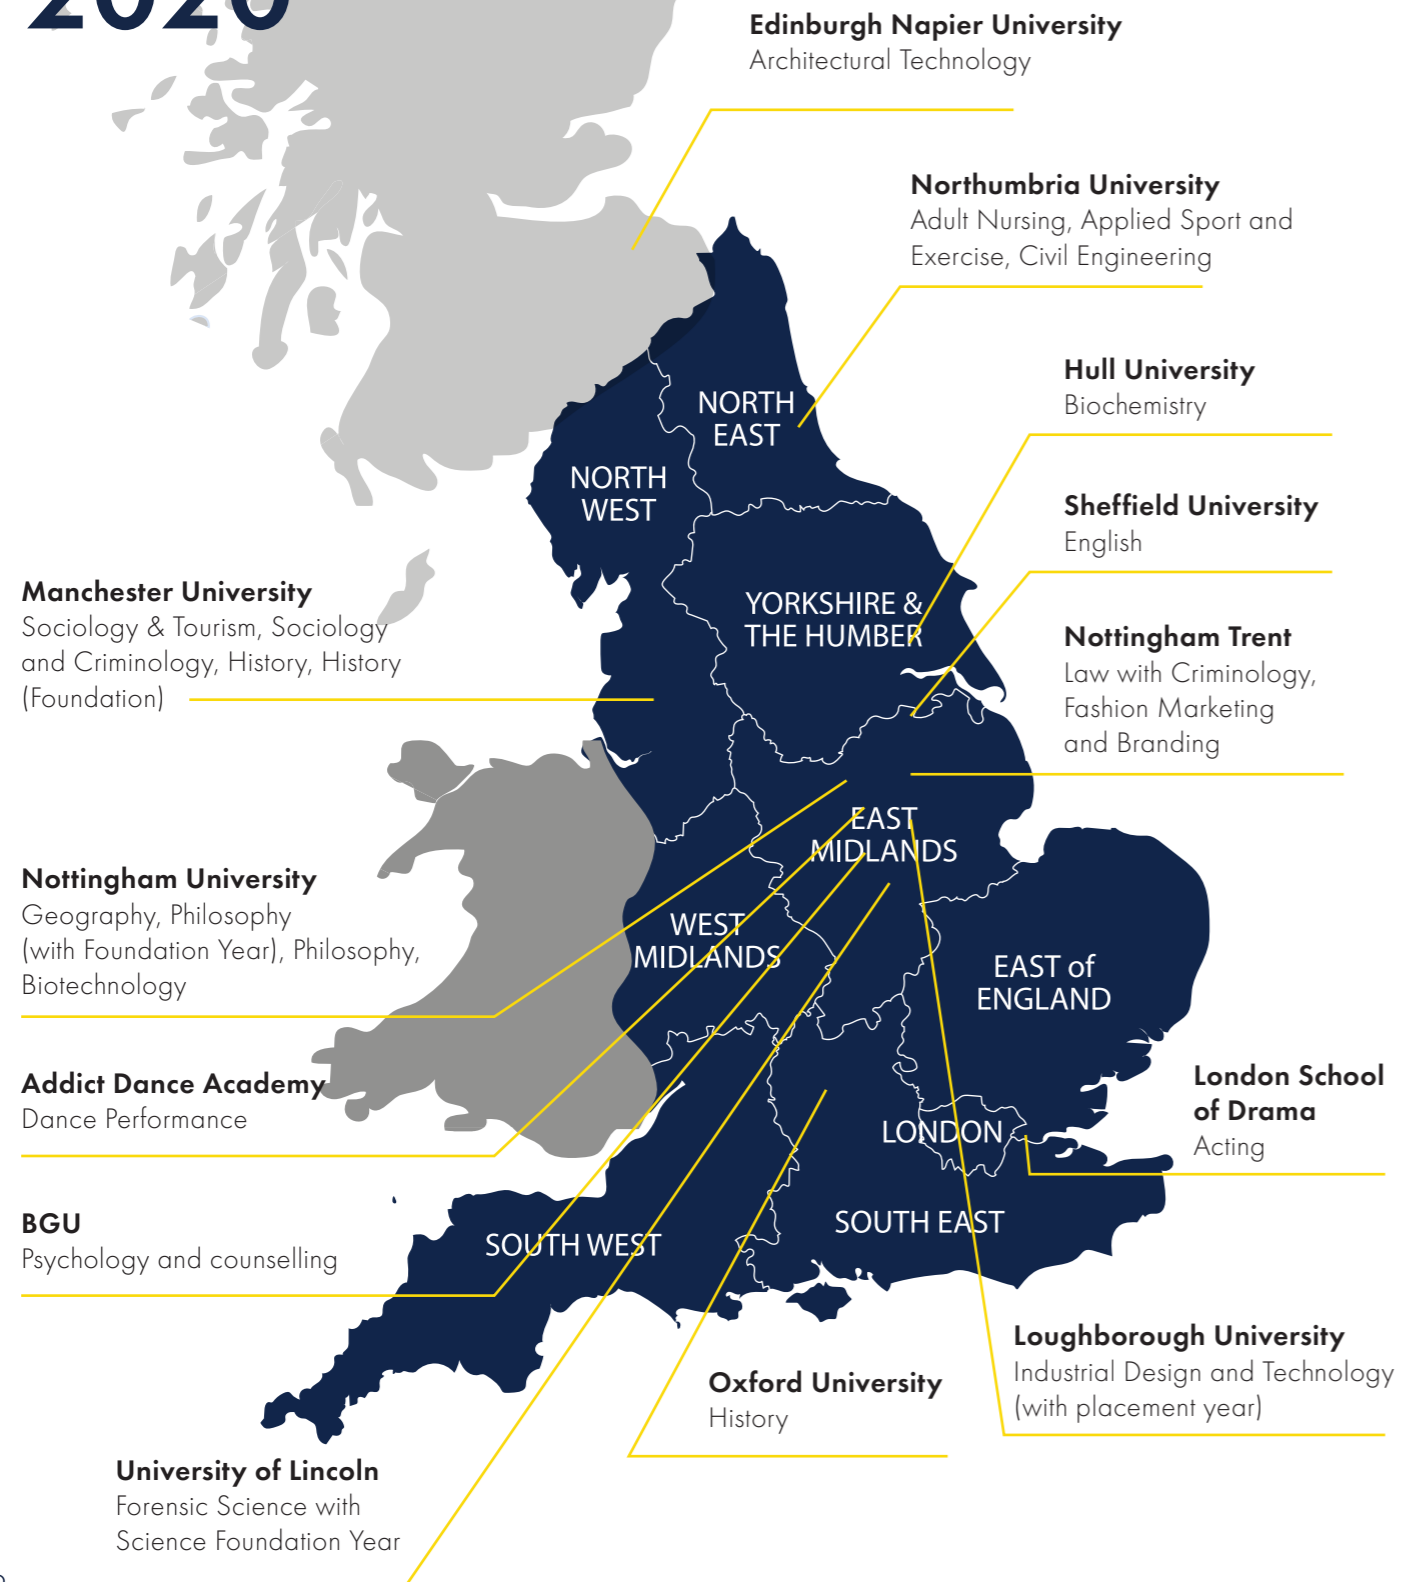 2020
Edinburgh Napier University
Architectural Technology
Northumbria University
Adult Nursing, Applied Sport and
Exercise, Civil Engineering
Hull University
Biochemistry
Sheffield University
English
Nottingham Trent
Law with Criminology,
Fashion Marketing
and Branding
NORTH
EAST
NORTH
WEST
YORKSHIRE &
THE HUMBER
Manchester University
Sociology & Tourism, Sociology
and Criminology, History, History
(Foundation)
EAST
MIDLANDS
Nottingham University
Geography, Philosophy
(with Foundation Year), Philosophy,
Biotechnology
WEST
MIDLANDS
EAST of
ENGLAND
Addict Dance Academy
Dance Performance
LONDON
London School
of Drama
Acting
BGU
Psychology and counselling
SOUTH WEST
SOUTH EAST
Loughborough University
Industrial Design and Technology
(with placement year)
Oxford University
History
University of Lincoln
Forensic Science with
Science Foundation Year